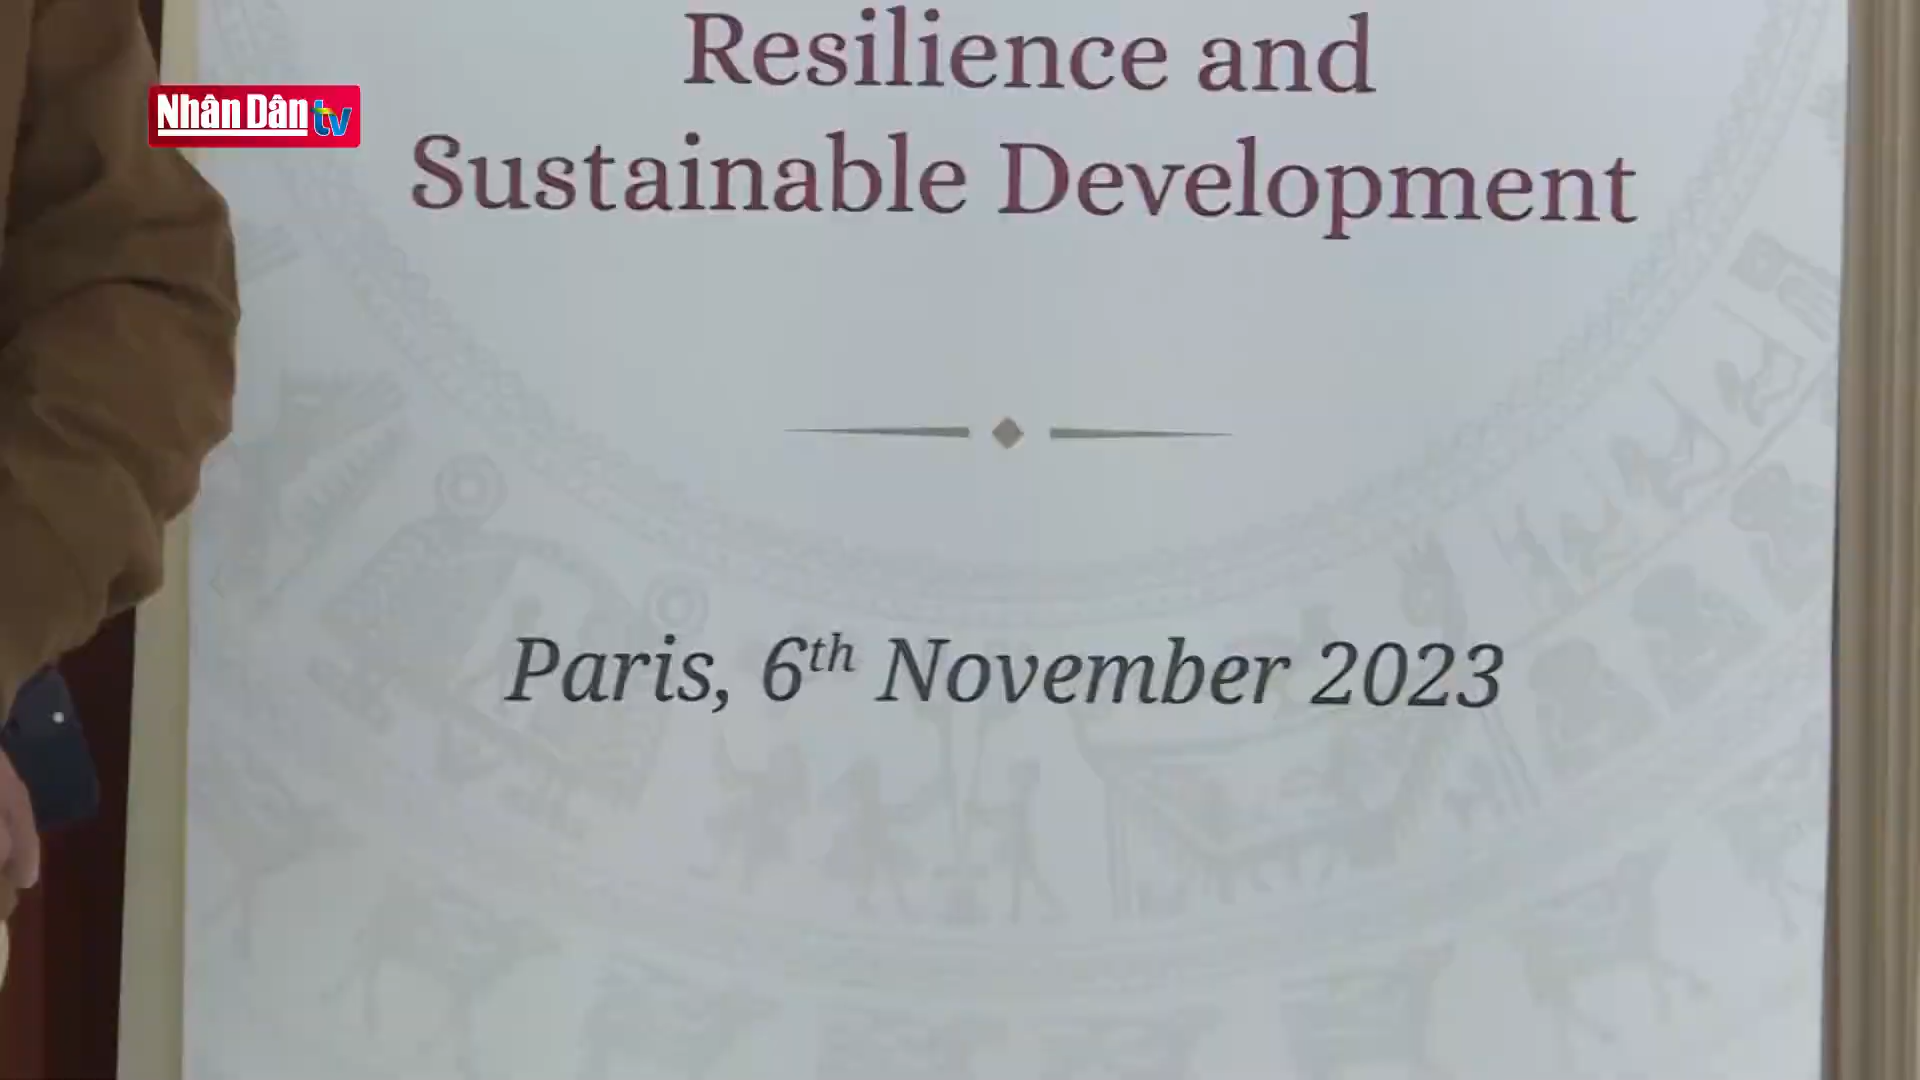 Resilience and
Nhân Dân tv
Sustainable Development
Paris, 6th November 2023